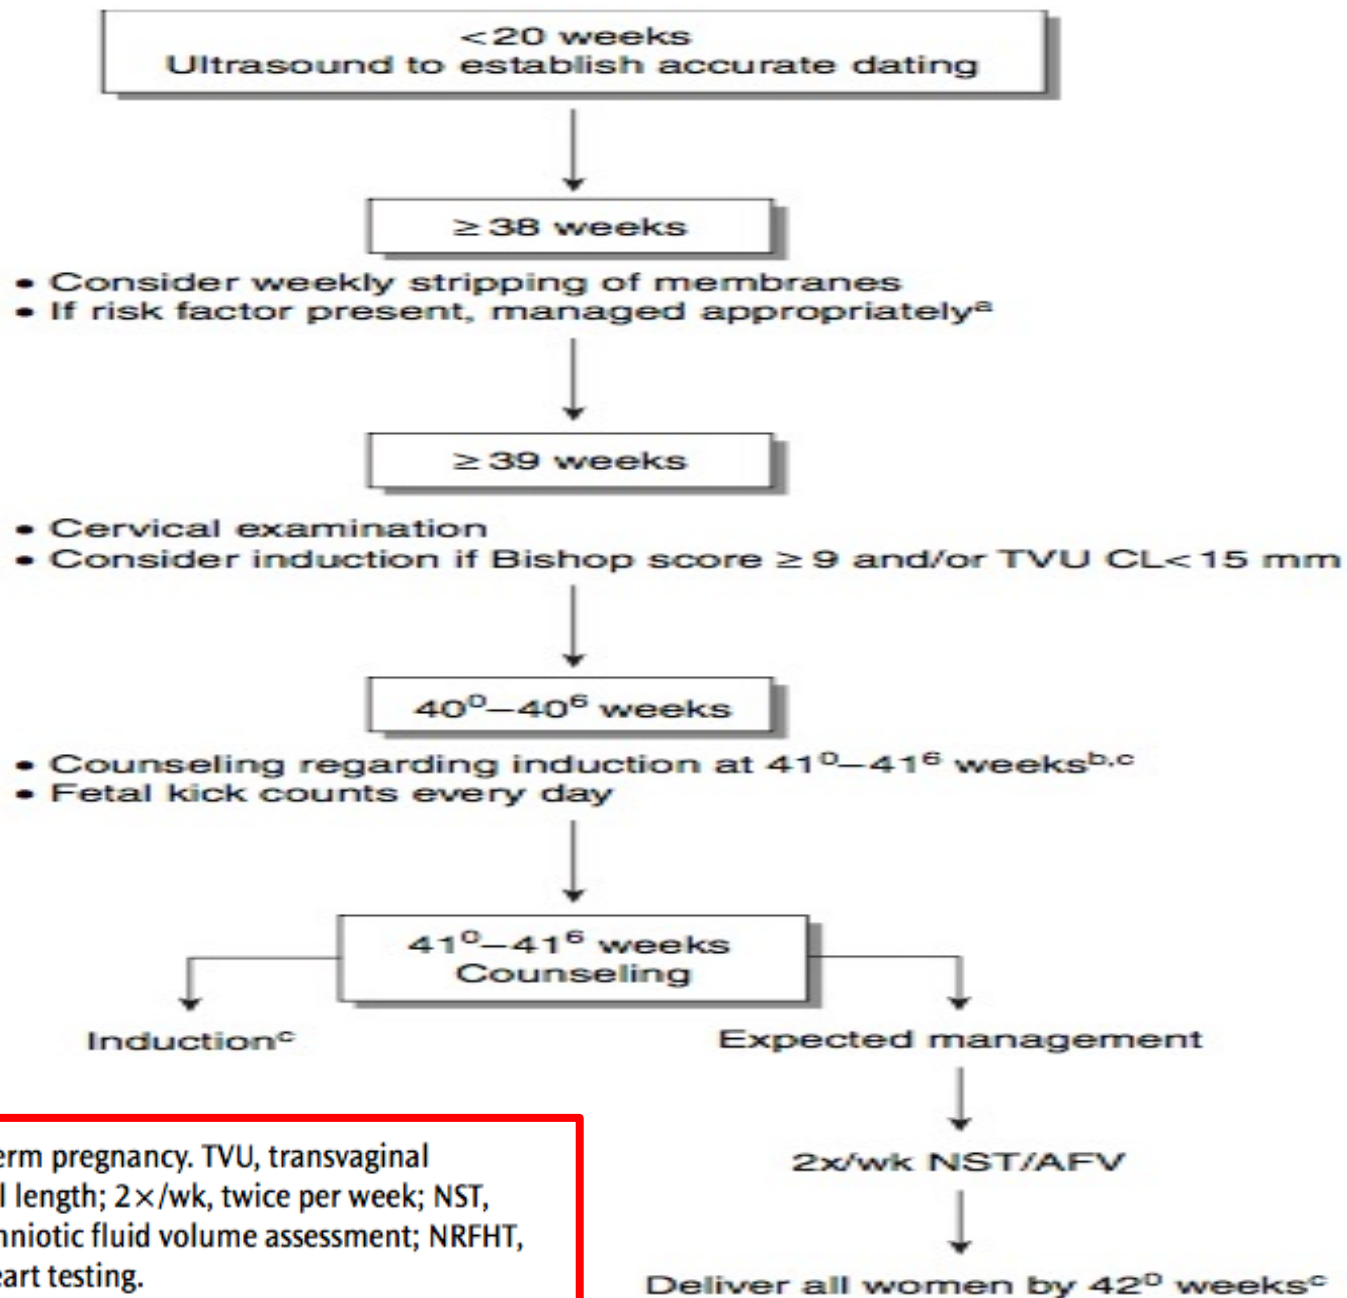 <20 weeks
Ultrasound to establish accurate dating
≥ 38 weeks
• Consider weekly stripping of membranes
• If risk factor present, managed appropriatelyᵃ
≥ 39 weeks
• Cervical examination
• Consider induction if Bishop score ≥ 9 and/or TVU CL< 15 mm
40⁰–40⁶ weeks
• Counseling regarding induction at 41⁰–41⁶ weeksᵇ,ᶜ
• Fetal kick counts every day
41⁰–41⁶ weeks
Counseling
Inductionᶜ
Expected management
2x/wk NST/AFV
Deliver all women by 42⁰ weeksᶜ
term pregnancy. TVU, transvaginal
length; 2×/wk, twice per week; NST,
mniotic fluid volume assessment; NRFHT,
eart testing.